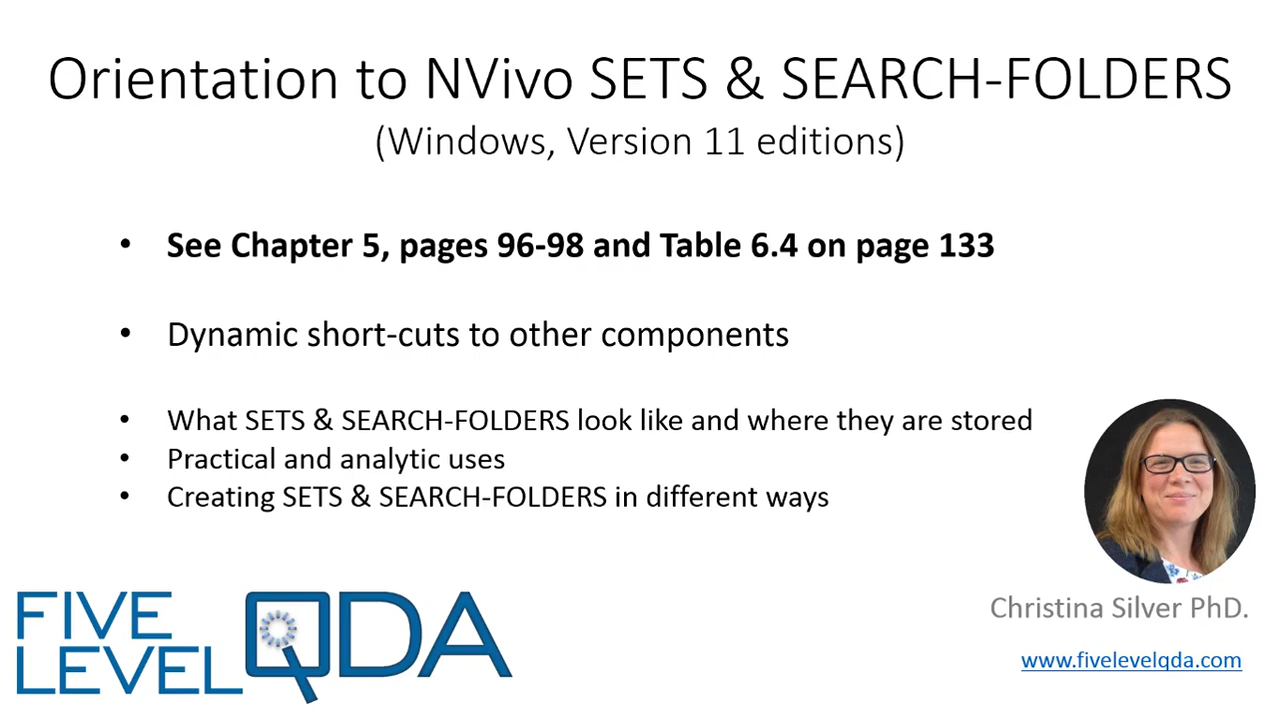 Orientation to NVivo SETS & SEARCH-FOLDERS
(Windows, Version 11 editions)
• See Chapter 5, pages 96-98 and Table 6.4 on page 133
• Dynamic short-cuts to other components
• What SETS & SEARCH-FOLDERS look like and where they are stored
• Practical and analytic uses
• Creating SETS & SEARCH-FOLDERS in different ways
FIVE
LEVEL QDA
Christina Silver PhD.
www.fivelevelqda.com